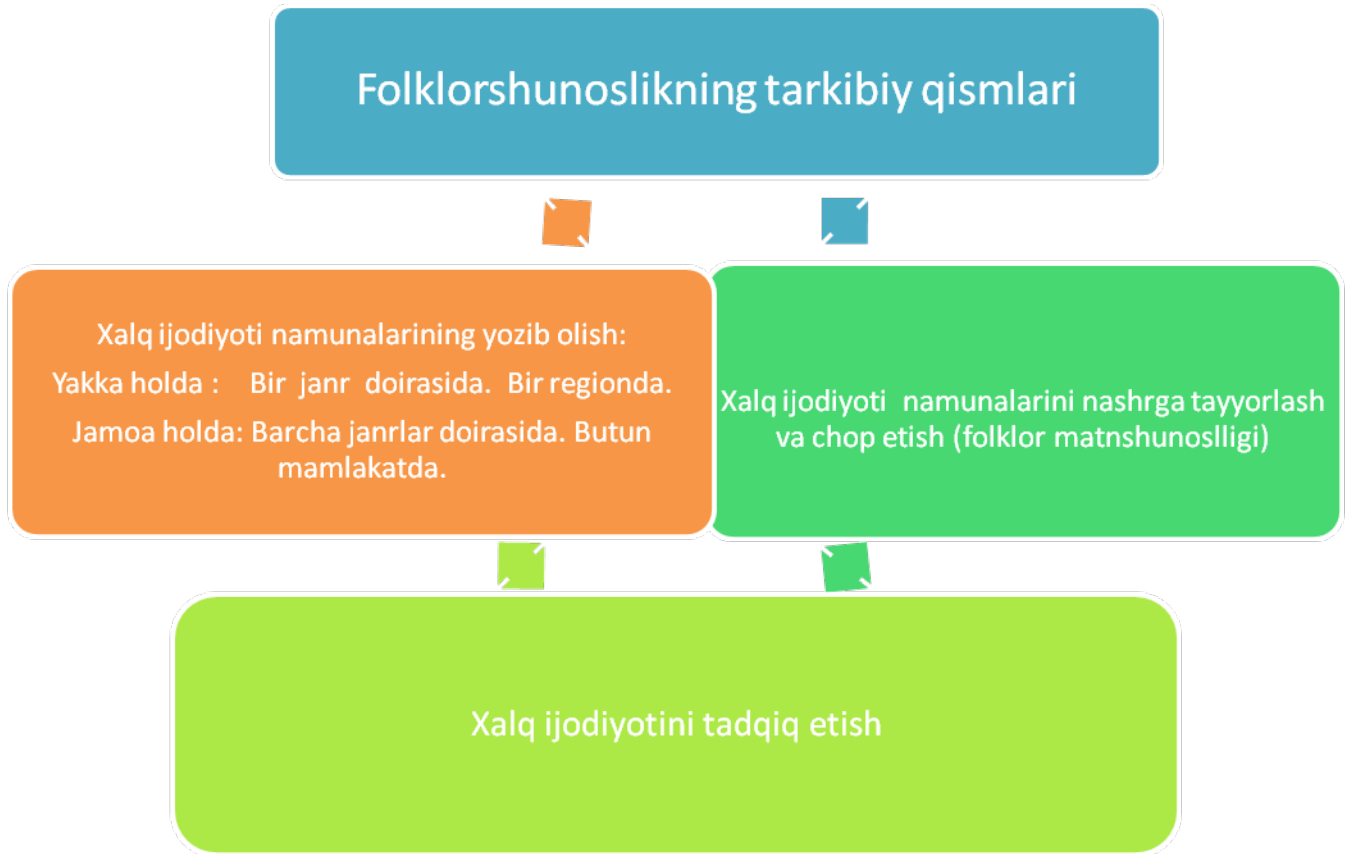 Folklorshunoslikning tarkibiy qismlari
Xalq ijodiyoti namunalarining yozib olish:
Yakka holda : Bir janr doirasida. Bir regionda.
Jamoa holda: Barcha janrlar doirasida. Butun
mamlakatda.
Xalq ijodiyoti namunalarini nashrga tayyorlash
va chop etish (folklor matnshunoslligi)
Xalq ijodiyotini tadqiq etish